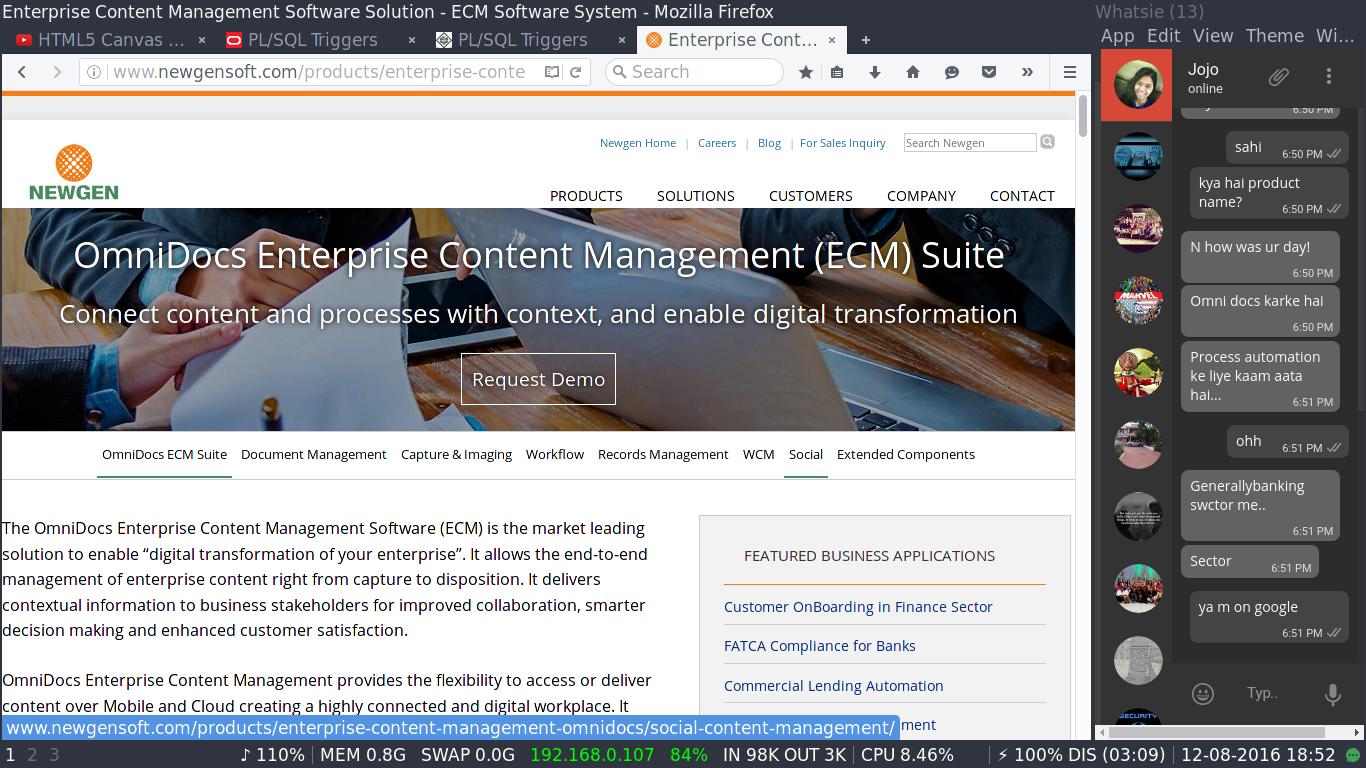 Enterprise Content Management Software Solution - ECM Software System - Mozilla Firefox
HTML5 Canvas ... ×
PL/SQL Triggers ×
PL/SQL Triggers ×
Enterprise Cont... × +
www.newgensoft.com/products/enterprise-conte
Search
Newgen Home | Careers | Blog | For Sales Inquiry
Search Newgen
NEWGEN
PRODUCTS SOLUTIONS CUSTOMERS COMPANY CONTACT
OmniDocs Enterprise Content Management (ECM) Suite
Connect content and processes with context, and enable digital transformation
Request Demo
OmniDocs ECM Suite Document Management Capture & Imaging Workflow Records Management WCM Social Extended Components
The OmniDocs Enterprise Content Management Software (ECM) is the market leading
solution to enable “digital transformation of your enterprise”. It allows the end-to-end
management of enterprise content right from capture to disposition. It delivers
contextual information to business stakeholders for improved collaboration, smarter
decision making and enhanced customer satisfaction.
OmniDocs Enterprise Content Management provides the flexibility to access or deliver
content over Mobile and Cloud creating a highly connected and digital workplace. It
FEATURED BUSINESS APPLICATIONS
Customer OnBoarding in Finance Sector
FATCA Compliance for Banks
Commercial Lending Automation
ment
www.newgensoft.com/products/enterprise-content-management-omnidocs/social-content-management/
Whatsie (13)
App Edit View Theme Wi...
Jojo
online
6:50 PM
sahi
6:50 PM
kya hai product
name?
6:50 PM
N how was ur day!
6:50 PM
Omni docs karke hai
6:50 PM
Process automation
ke liye kaam aata
hai...
6:51 PM
ohh
6:51 PM
Generallybanking
swctor me..
6:51 PM
Sector
6:51 PM
ya m on google
6:51 PM
Typ..
MARVEL
SECURITY
1 2 3
♪ 110% | MEM 0.8G SWAP 0.0G 192.168.0.107 84% IN 98K OUT 3K | CPU 8.46% | ⚡ 100% DIS (03:09) | 12-08-2016 18:52